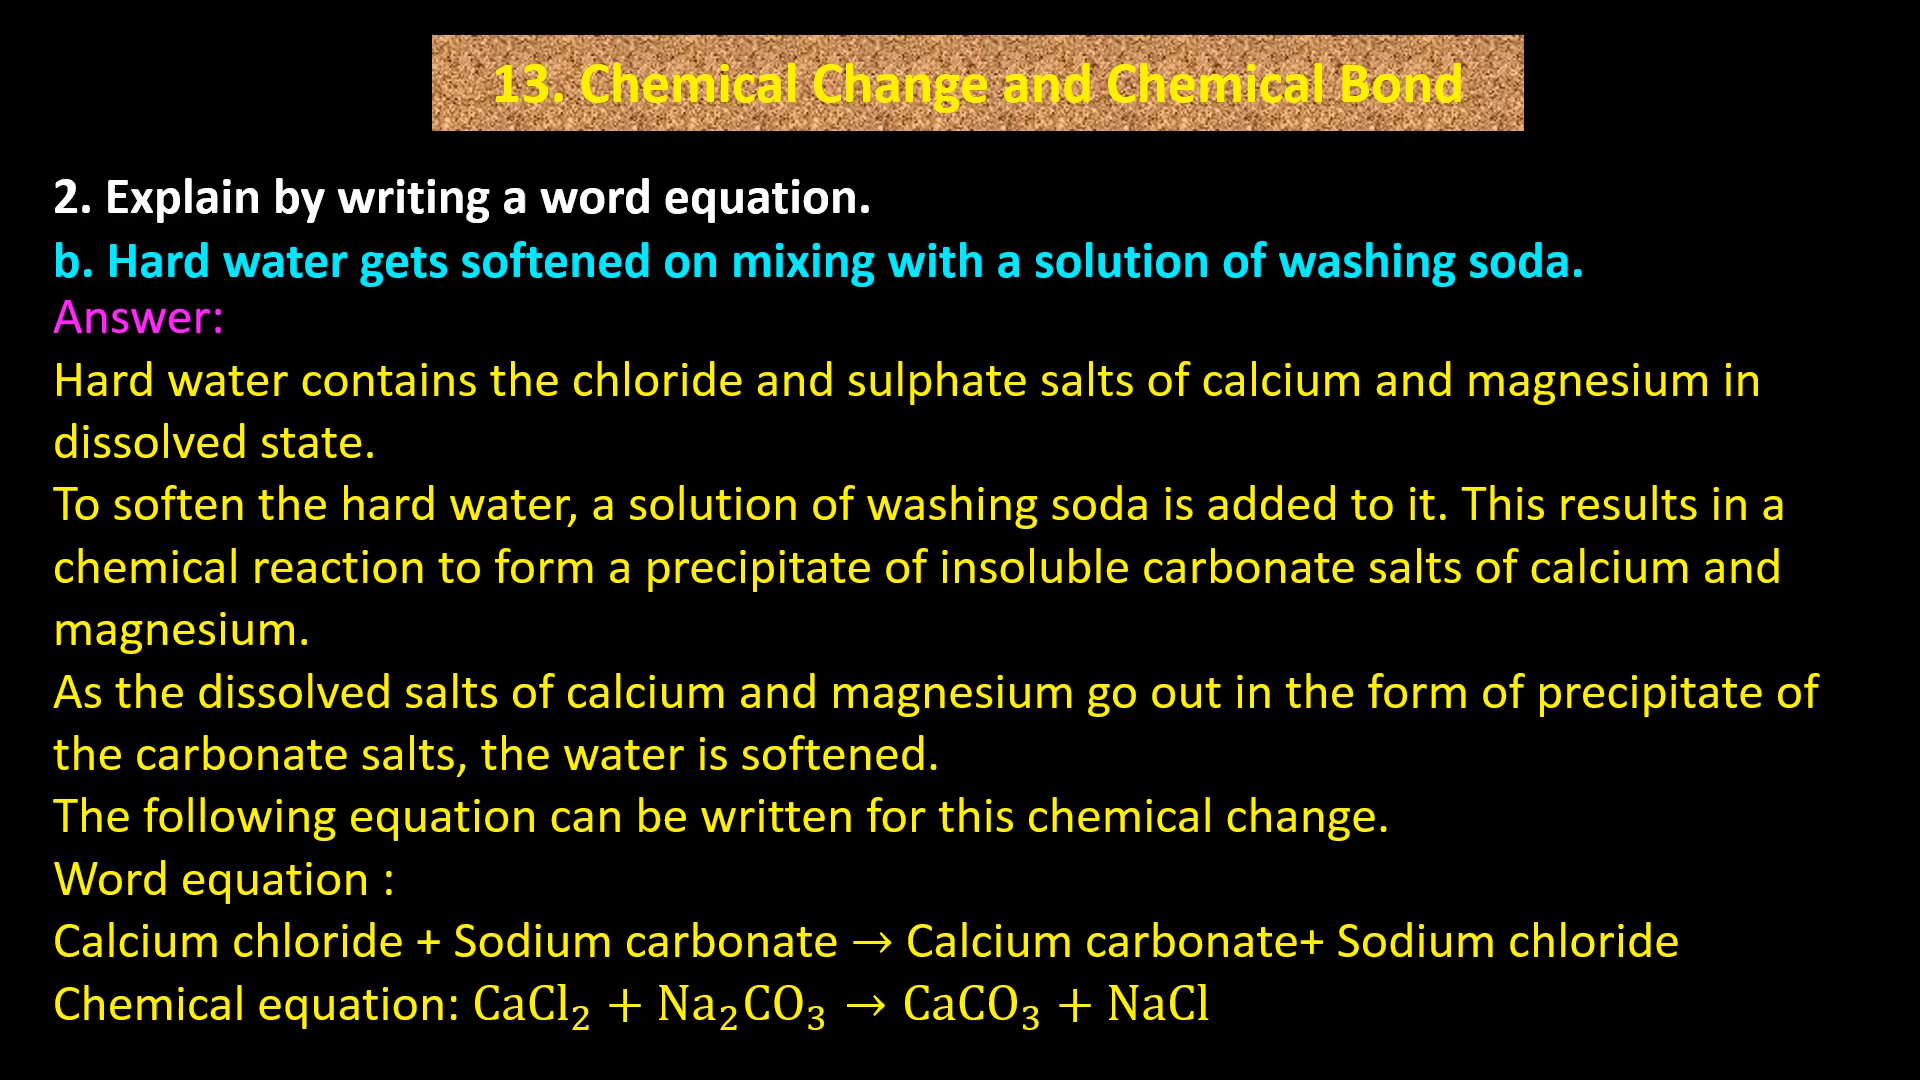 13. Chemical Change and Chemical Bond
2. Explain by writing a word equation.
b. Hard water gets softened on mixing with a solution of washing soda.
Answer:
Hard water contains the chloride and sulphate salts of calcium and magnesium in
dissolved state.
To soften the hard water, a solution of washing soda is added to it. This results in a
chemical reaction to form a precipitate of insoluble carbonate salts of calcium and
magnesium.
As the dissolved salts of calcium and magnesium go out in the form of precipitate of
the carbonate salts, the water is softened.
The following equation can be written for this chemical change.
Word equation :
Calcium chloride + Sodium carbonate → Calcium carbonate+ Sodium chloride
Chemical equation: CaCl₂ + Na₂CO₃ → CaCO₃ + NaCl